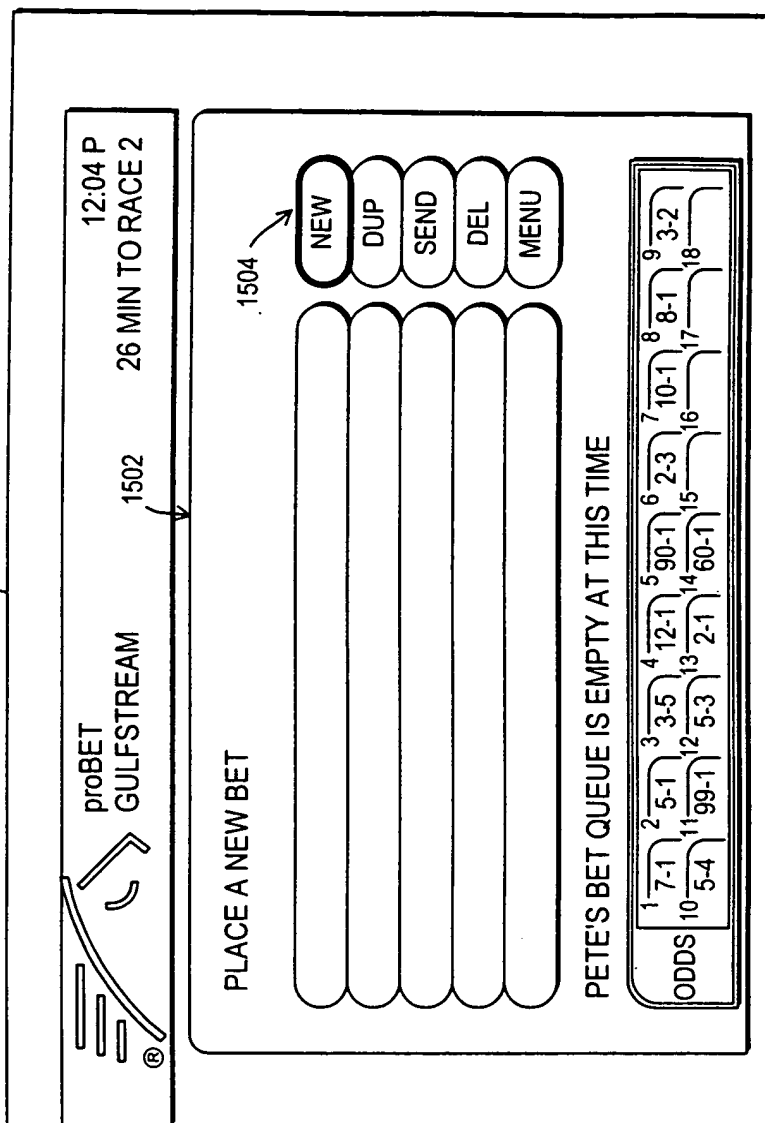 proBET 12:04 P
GULFSTREAM 26 MIN TO RACE 2
®
1502
PLACE A NEW BET
1504
NEW
DUP
SEND
DEL
MENU
PETE'S BET QUEUE IS EMPTY AT THIS TIME
ODDS
1 7-1 2 5-1 3 3-5 4 12-1 5 90-1 6 2-3 7 10-1 8 8-1 9 3-2
10 5-4 11 99-1 12 5-3 13 2-1 14 60-1 15 16 17 18